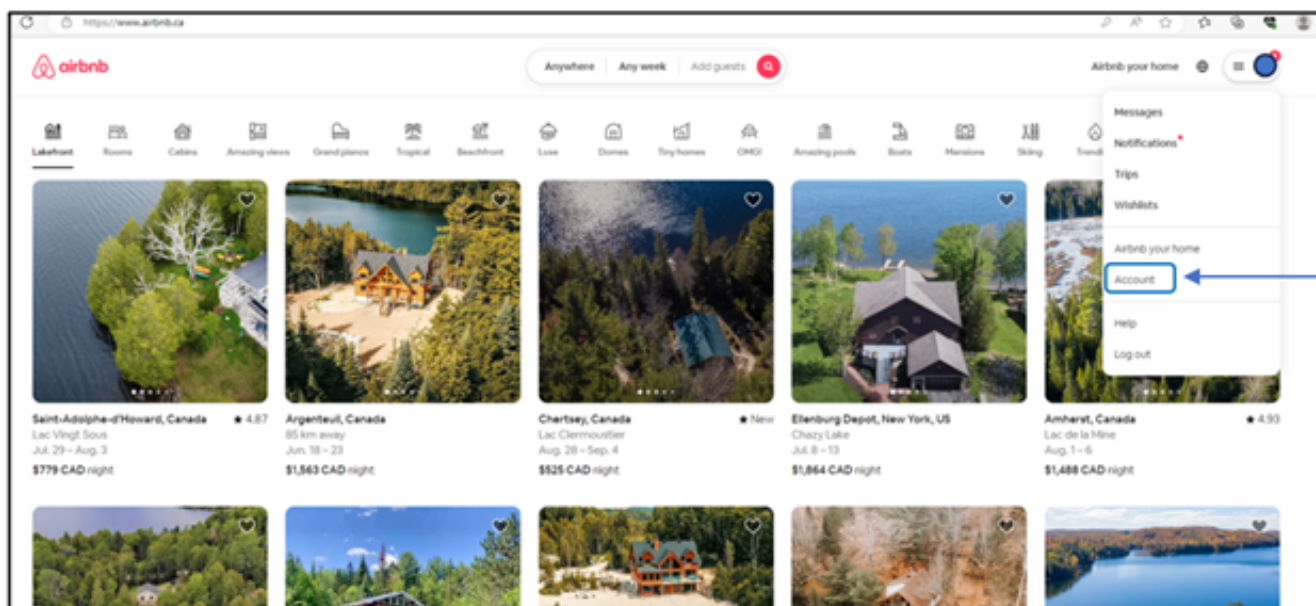 https://www.airbnb.ca
airbnb
Anywhere Any week Add guests
Airbnb your home
Lakefront Rooms Cabins Amazing views Grand pianos Tropical Beachfront Luxe Domes Tiny homes OMG! Amazing pools Boats Mansions Skiing Trendi
Messages
Notifications
Trips
Wishlists
Airbnb your home
Account
Help
Log out
Saint-Adolphe-d'Howard, Canada ★ 4.87
Lac Vingt Sous
Jul. 29 – Aug. 3
$779 CAD night
Argenteuil, Canada
85 km away
Jun. 18 – 23
$1,563 CAD night
Chertsey, Canada ★ New
Lac Clermoustier
Aug. 28 – Sep. 4
$525 CAD night
Ellenburg Depot, New York, US
Chazy Lake
Jul. 8 – 13
$1,864 CAD night
Amherst, Canada ★ 4.93
Lac de la Mine
Aug. 1 – 6
$1,488 CAD night